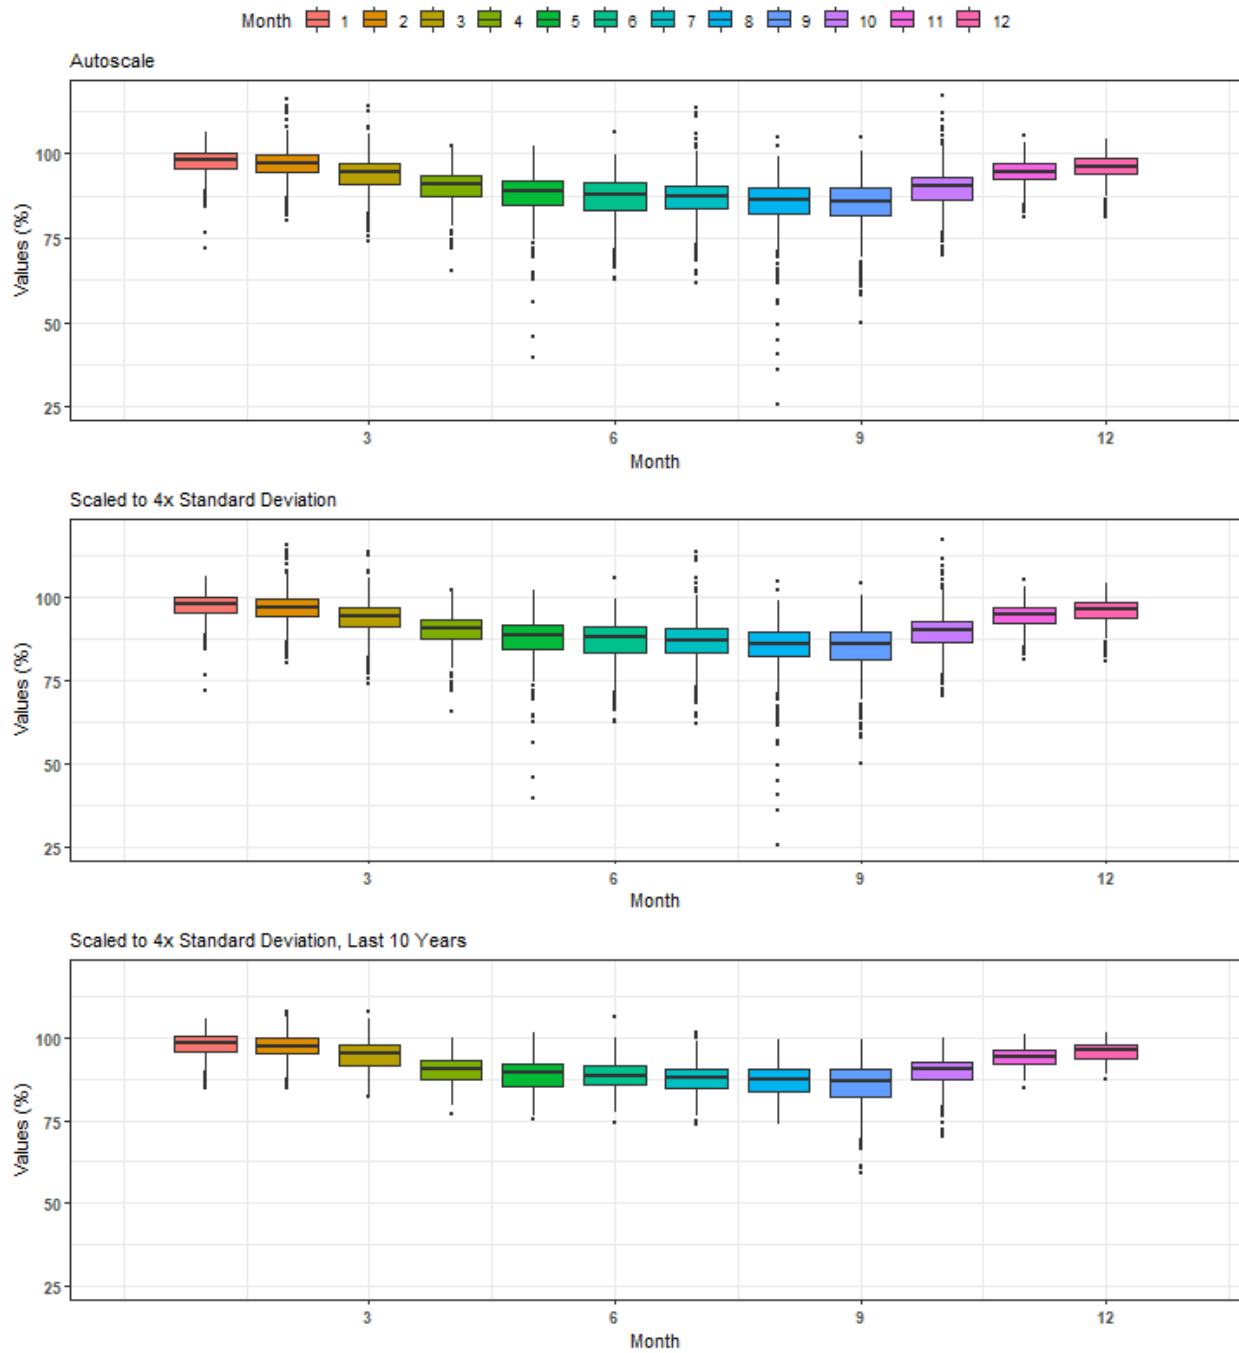 Month 1 2 3 4 5 6 7 8 9 10 11 12
Autoscale
Values (%)
100
75
50
25
3 6 9 12
Month
Scaled to 4x Standard Deviation
Values (%)
100
75
50
25
3 6 9 12
Month
Scaled to 4x Standard Deviation, Last 10 Years
Values (%)
100
75
50
25
3 6 9 12
Month